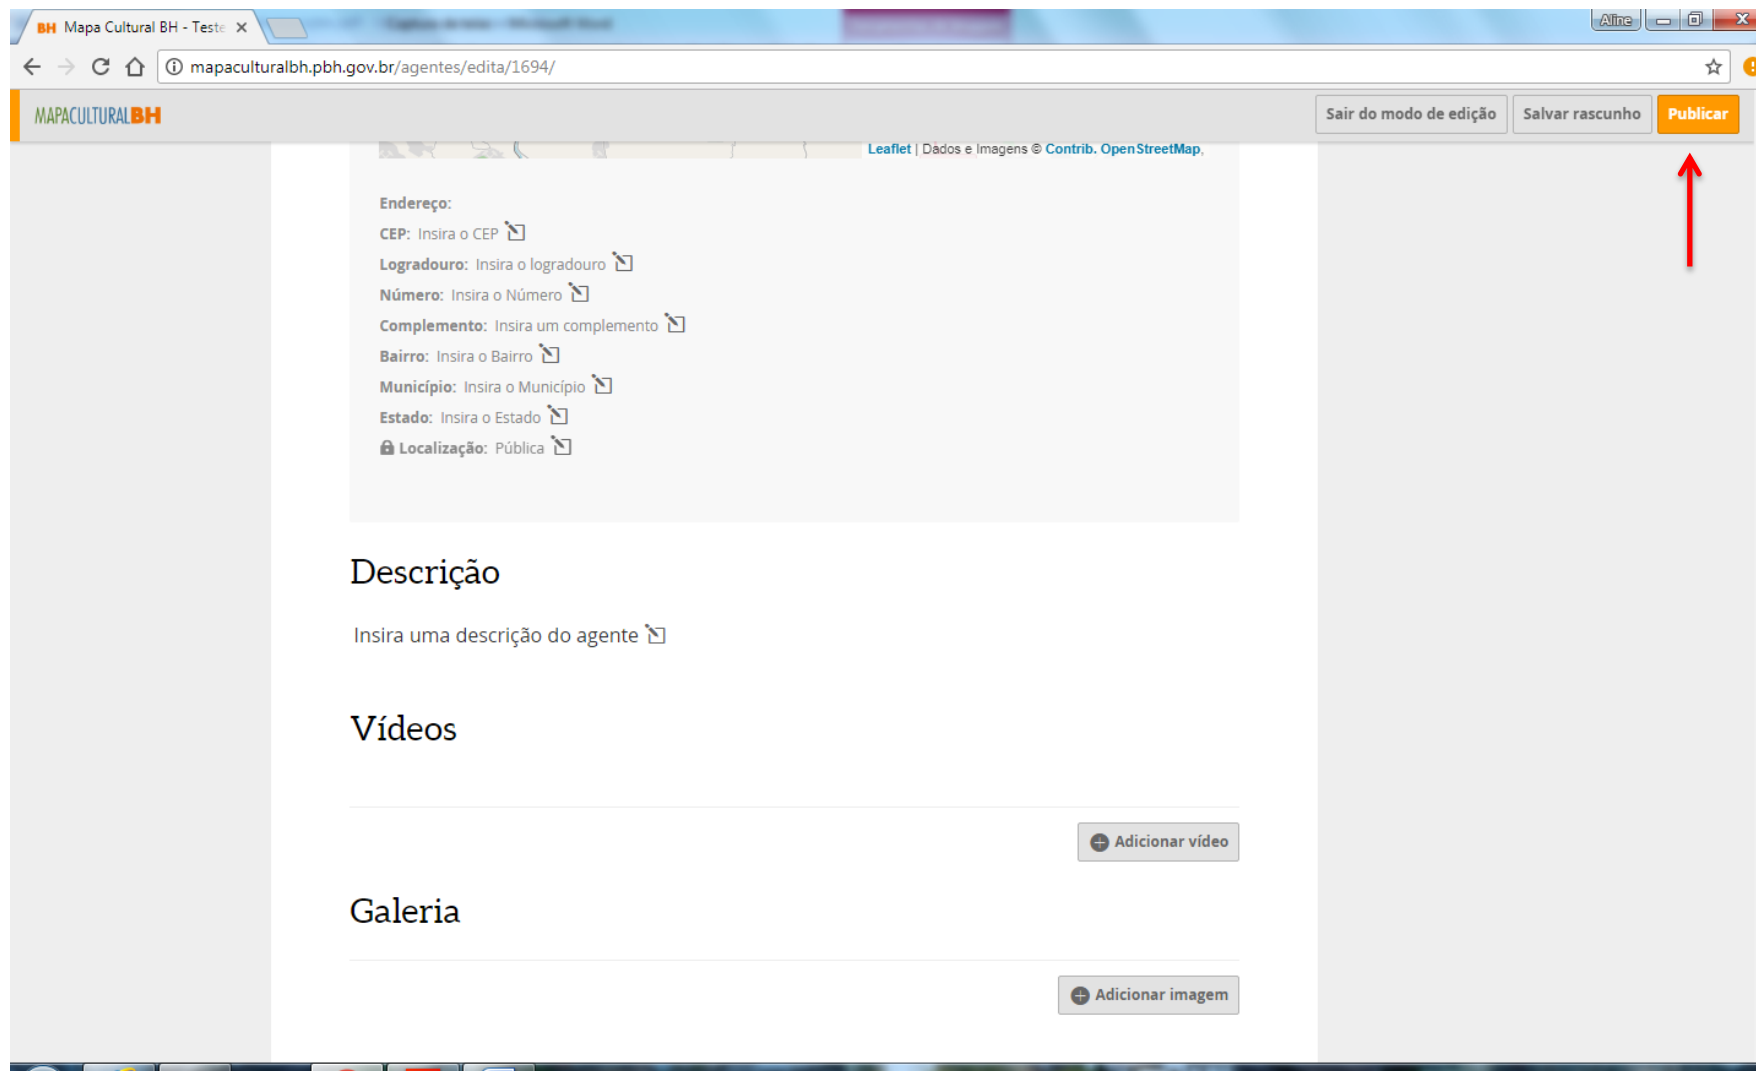 BH Mapa Cultural BH - Teste
Aline
mapaculturalbh.pbh.gov.br/agentes/edita/1694/
MAPACULTURALBH
Sair do modo de edição
Salvar rascunho
Publicar
Leaflet | Dados e Imagens © Contrib. OpenStreetMap,
Endereço:
CEP: Insira o CEP
Logradouro: Insira o logradouro
Número: Insira o Número
Complemento: Insira um complemento
Bairro: Insira o Bairro
Município: Insira o Município
Estado: Insira o Estado
Localização: Pública
Descrição
Insira uma descrição do agente
Vídeos
Adicionar vídeo
Galeria
Adicionar imagem